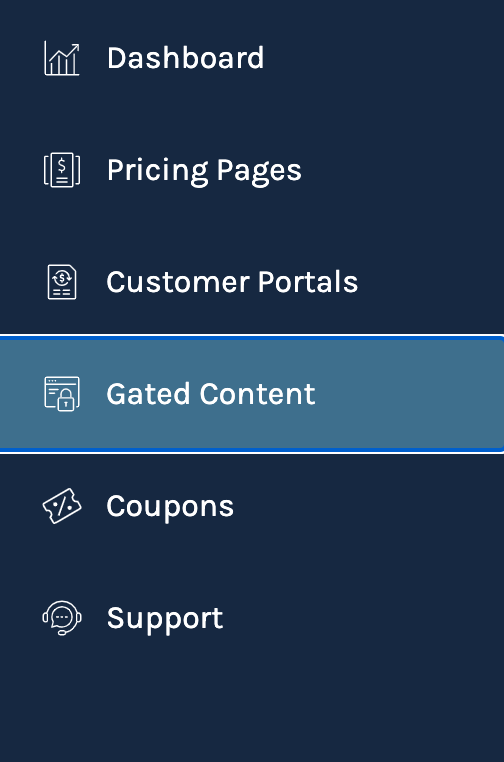 Dashboard
Pricing Pages
Customer Portals
Gated Content
Coupons
Support